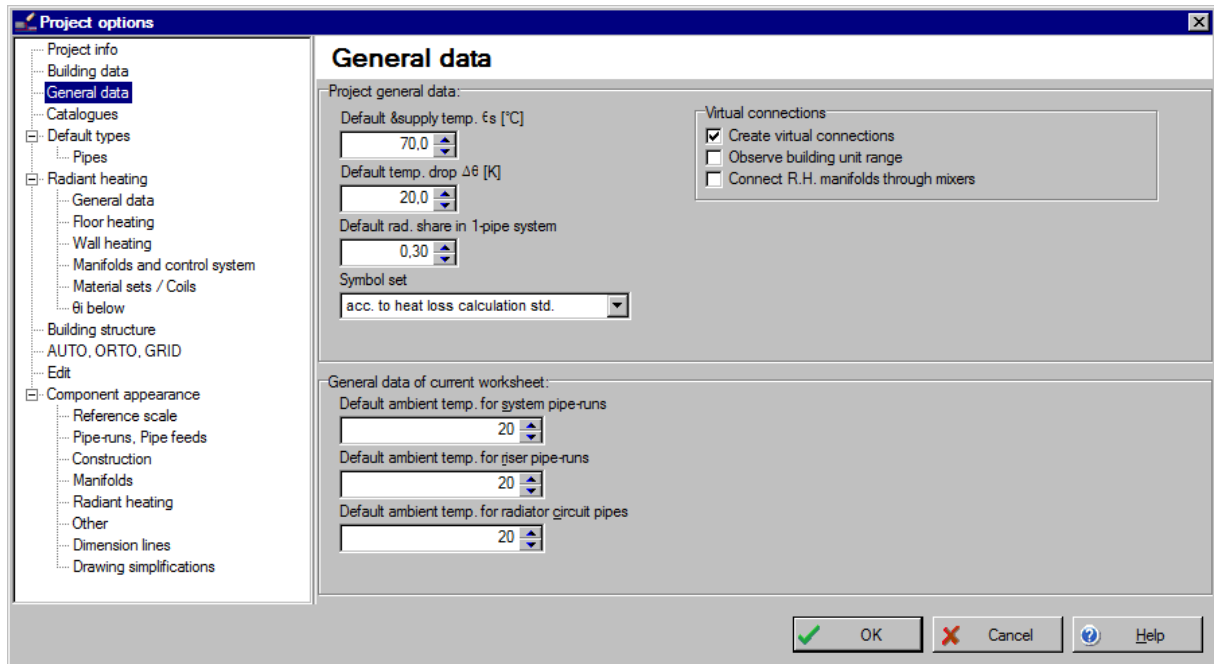 Project options
Project info
Building data
General data
Catalogues
Default types
Pipes
Radiant heating
General data
Floor heating
Wall heating
Manifolds and control system
Material sets / Coils
θi below
Building structure
AUTO, ORTO, GRID
Edit
Component appearance
Reference scale
Pipe-runs, Pipe feeds
Construction
Manifolds
Radiant heating
Other
Dimension lines
Drawing simplifications
General data
Project general data:
Default &supply temp. θs [°C]
70,0
Default temp. drop Δθ [K]
20,0
Default rad. share in 1-pipe system
0,30
Symbol set
acc. to heat loss calculation std.
Virtual connections
Create virtual connections
Observe building unit range
Connect R.H. manifolds through mixers
General data of current worksheet:
Default ambient temp. for system pipe-runs
20
Default ambient temp. for riser pipe-runs
20
Default ambient temp. for radiator circuit pipes
20
OK
Cancel
Help